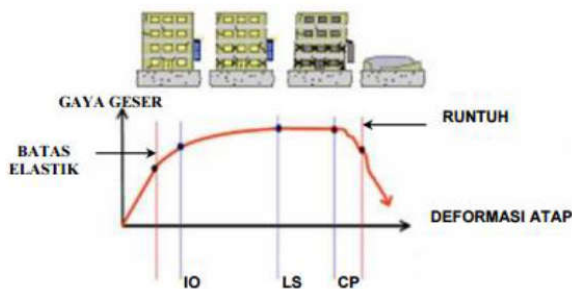 GAYA GESER
RUNTUH
BATAS
ELASTIK
DEFORMASI ATAP
IO
LS
CP